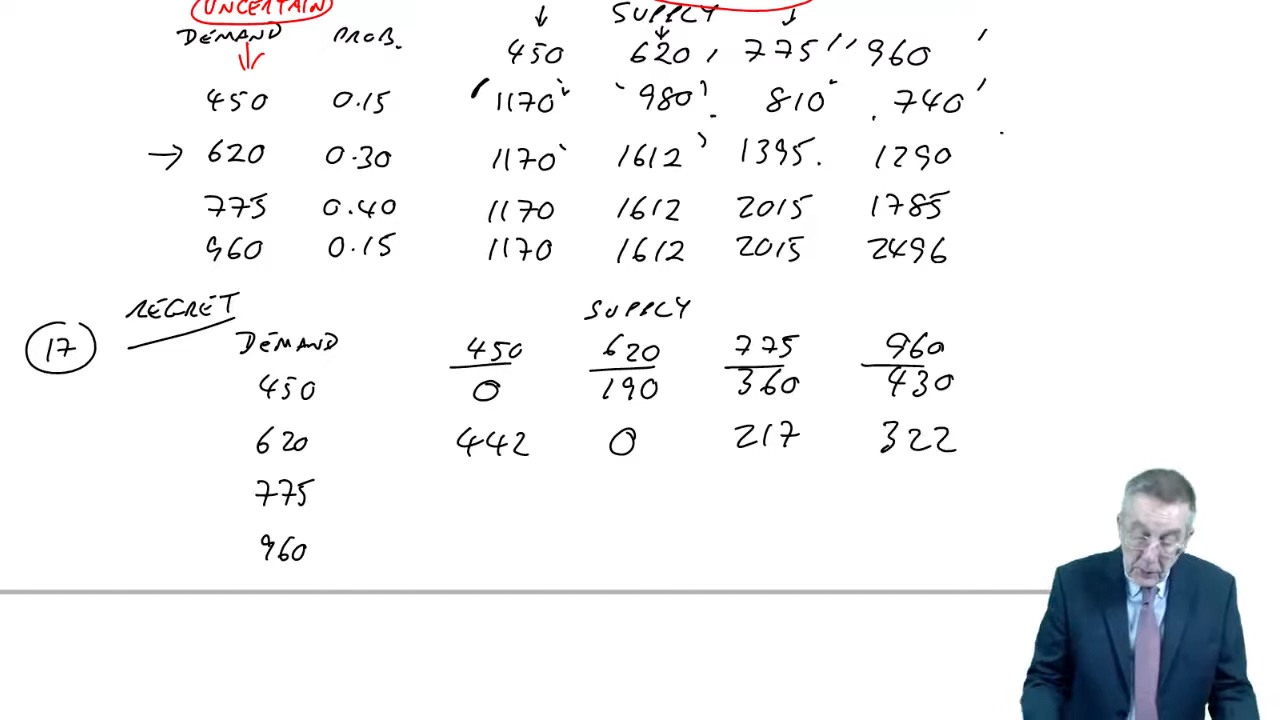 UNCERTAIN
SUPPLY
DEMAND PROB. 450 620 775 960
450 0.15 1170 980 810 740
620 0.30 1170 1612 1395 1290
775 0.40 1170 1612 2015 1785
960 0.15 1170 1612 2015 2496
REGRET SUPPLY
17 DEMAND 450 620 775 960
450 0 190 360 430
620 442 0 217 322
775
960